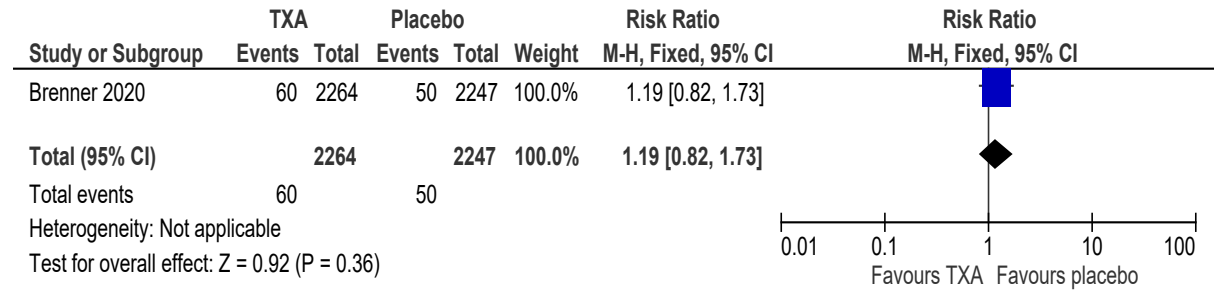 TXA Placebo Risk Ratio Risk Ratio
Study or Subgroup Events Total Events Total Weight M-H, Fixed, 95% CI M-H, Fixed, 95% CI
Brenner 2020 60 2264 50 2247 100.0% 1.19 [0.82, 1.73]
Total (95% CI) 2264 2247 100.0% 1.19 [0.82, 1.73]
Total events 60 50
Heterogeneity: Not applicable
Test for overall effect: Z = 0.92 (P = 0.36)
0.01 0.1 1 10 100
Favours TXA Favours placebo